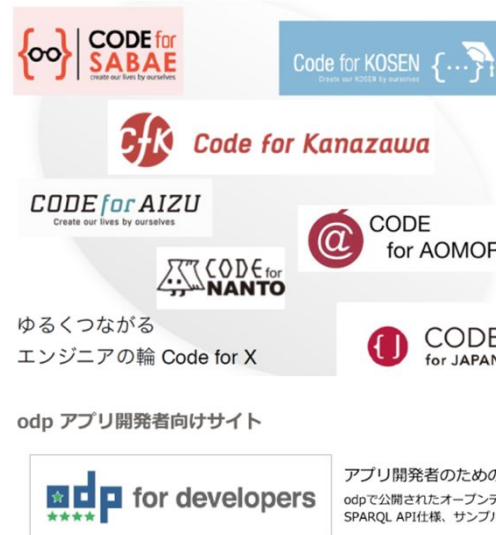 CODE for
SABAE
create our lives by ourselves
Code for KOSEN {···}
Create our KOSEN by ourselves
CfK Code for Kanazawa
CODE for AIZU
Create our lives by ourselves
@ CODE
for AOMOR
CODE for
NANTO
ゆるくつながる
エンジニアの輪 Code for X
CODE
for JAPAN
odp アプリ開発者向けサイト
odp for developers
アプリ開発者のための
odpで公開されたオープンデ
SPARQL API仕様、サンプル